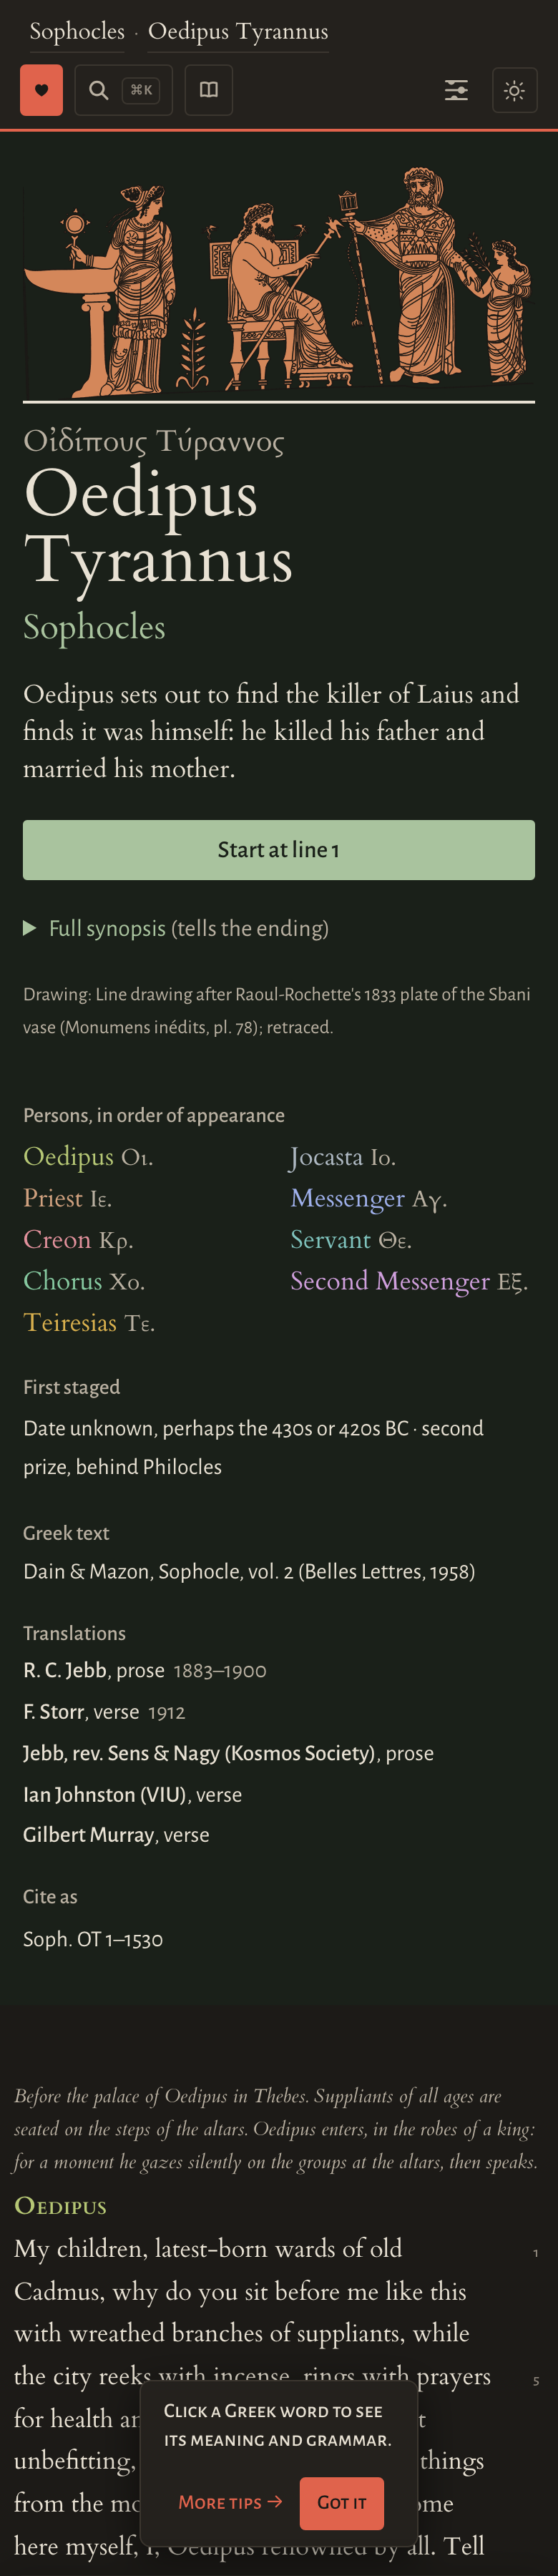 Sophocles · Oedipus Tyrannus
⌘K
Οἰδίπους Τύραννος
Oedipus
Tyrannus
Sophocles
Oedipus sets out to find the killer of Laius and
finds it was himself: he killed his father and
married his mother.
Start at line 1
Full synopsis (tells the ending)
Drawing: Line drawing after Raoul-Rochette's 1833 plate of the Sbani
vase (Monumens inédits, pl. 78); retraced.
Persons, in order of appearance
Oedipus Οι.
Priest Ιε.
Creon Κρ.
Chorus Χο.
Teiresias Τε.
Jocasta Ιο.
Messenger Αγ.
Servant Θε.
Second Messenger Εξ.
First staged
Date unknown, perhaps the 430s or 420s BC · second
prize, behind Philocles
Greek text
Dain & Mazon, Sophocle, vol. 2 (Belles Lettres, 1958)
Translations
R. C. Jebb, prose 1883–1900
F. Storr, verse 1912
Jebb, rev. Sens & Nagy (Kosmos Society), prose
Ian Johnston (VIU), verse
Gilbert Murray, verse
Cite as
Soph. OT 1–1530
Before the palace of Oedipus in Thebes. Suppliants of all ages are
seated on the steps of the altars. Oedipus enters, in the robes of a king:
for a moment he gazes silently on the groups at the altars, then speaks.
Oedipus
My children, latest-born wards of old 1
Cadmus, why do you sit before me like this
with wreathed branches of suppliants, while
the city reeks with incense, rings with prayers 5
for health
unbefitting, things
from the
here myself, I, Oedipus renowned by all. Tell
Click a Greek word to see
its meaning and grammar.
More tips →
Got it